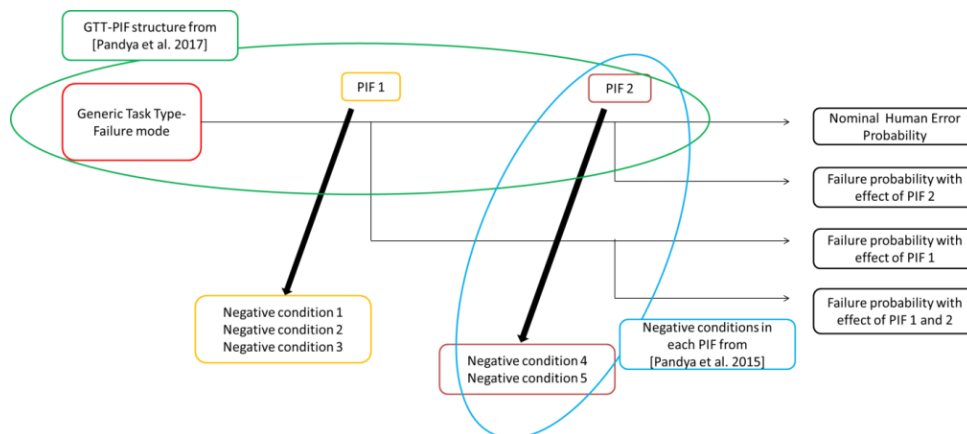 GTT-PIF structure from
[Pandya et al. 2017]
PIF 1
PIF 2
Generic Task Type-
Failure mode
Nominal Human Error
Probability
Failure probability with
effect of PIF 2
Failure probability with
effect of PIF 1
Failure probability with
effect of PIF 1 and 2
Negative condition 1
Negative condition 2
Negative condition 3
Negative conditions in
each PIF from
[Pandya et al. 2015]
Negative condition 4
Negative condition 5